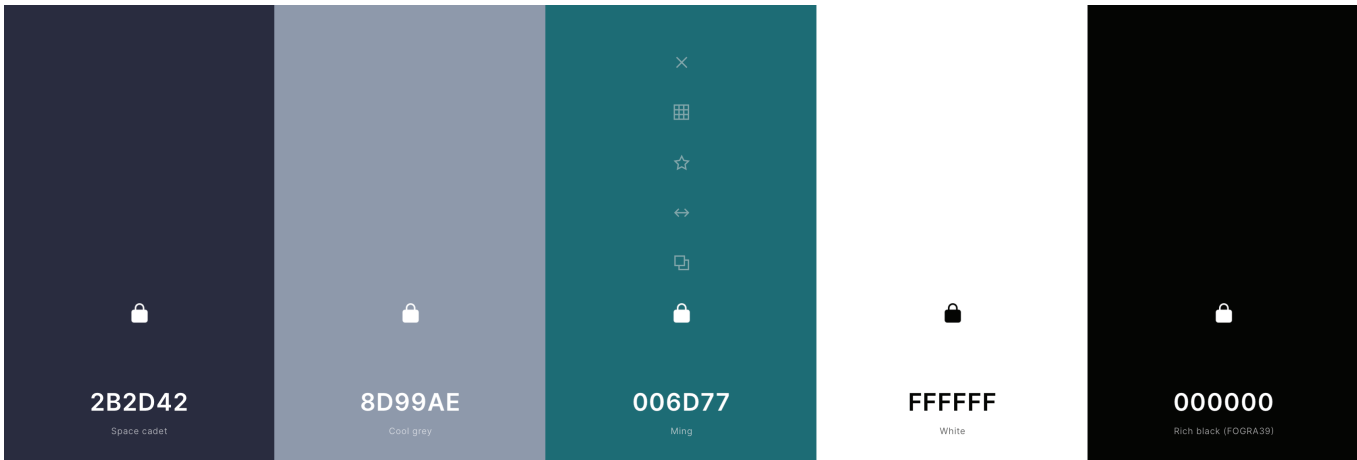 2B2D42
Space cadet
8D99AE
Cool grey
006D77
Ming
FFFFFF
White
000000
Rich black (FOGRA39)